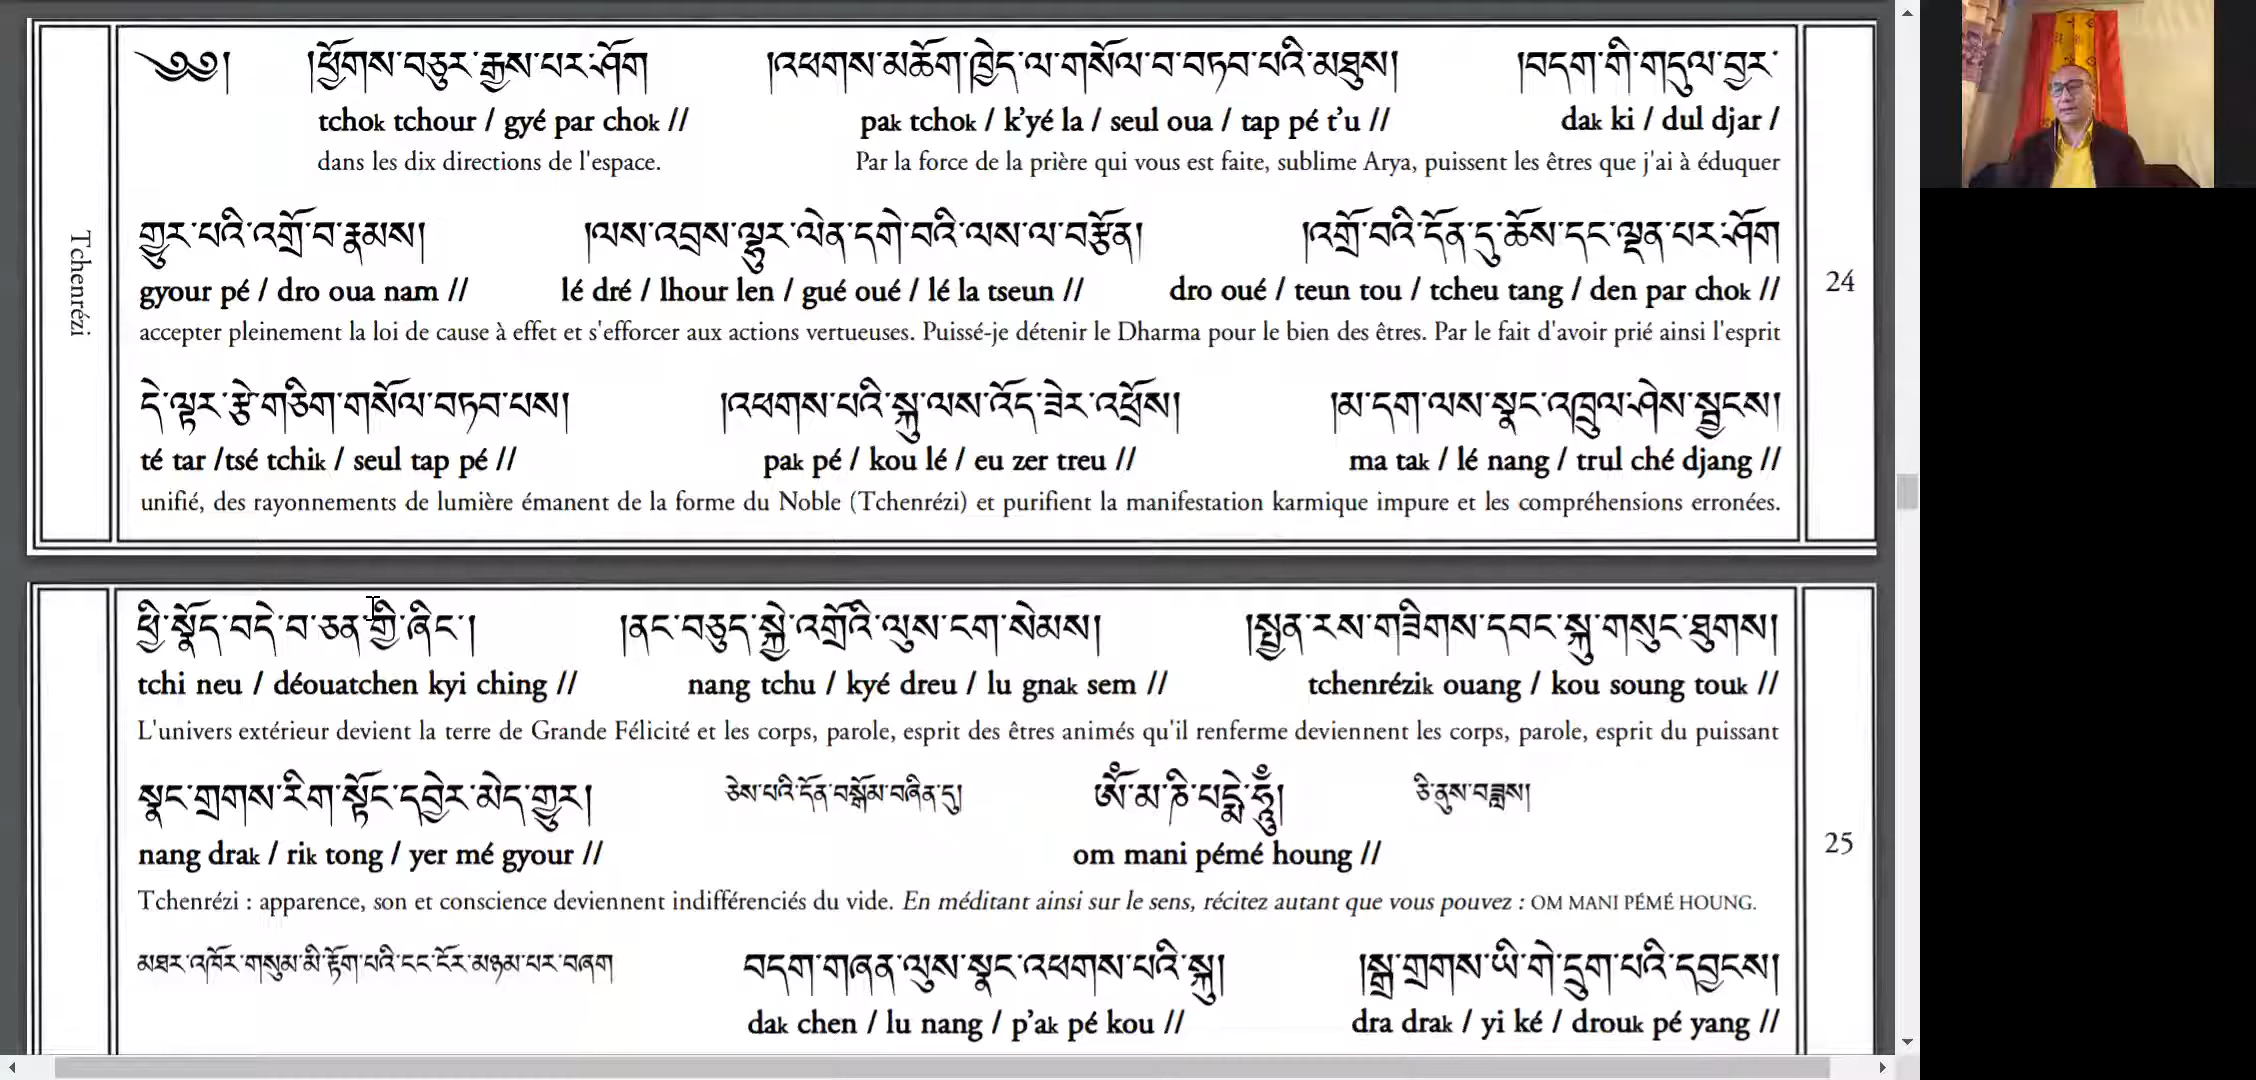 ༄༅། །ཕྱོགས་བཅུར་རྒྱས་པར་ཤོག །འཕགས་མཆོག་ཁྱེད་ལ་གསོལ་བ་བཏབ་པའི་མཐུས། །བདག་གི་གདུལ་བྱར་
tchok tchour / gyé par chok // pak tchok / k’yé la / seul oua / tap pé t’u // dak ki / dul djar /
dans les dix directions de l'espace. Par la force de la prière qui vous est faite, sublime Arya, puissent les êtres que j'ai à éduquer
Tchenrézi
གྱུར་པའི་འགྲོ་བ་རྣམས། །ལས་འབྲས་ལྷུར་ལེན་དགེ་བའི་ལས་ལ་བརྩོན། །འགྲོ་བའི་དོན་དུ་ཆོས་དང་ལྡན་པར་ཤོག
gyour pé / dro oua nam // lé dré / lhour len / gué oué / lé la tseun // dro oué / teun tou / tcheu tang / den par chok //
24
accepter pleinement la loi de cause à effet et s'efforcer aux actions vertueuses. Puissé-je détenir le Dharma pour le bien des êtres. Par le fait d'avoir prié ainsi l'esprit
དེ་ལྟར་རྩེ་གཅིག་གསོལ་བཏབ་པས། །འཕགས་པའི་སྐུ་ལས་འོད་ཟེར་འཕྲོས། །མ་དག་ལས་སྣང་འཁྲུལ་ཤེས་སྦྱངས།
té tar /tsé tchik / seul tap pé // pak pé / kou lé / eu zer treu // ma tak / lé nang / trul ché djang //
unifié, des rayonnements de lumière émanent de la forme du Noble (Tchenrézi) et purifient la manifestation karmique impure et les compréhensions erronées.
ཕྱི་སྣོད་བདེ་བ་ཅན་གྱི་ཞིང་། །ནང་བཅུད་སྐྱེ་འགྲོའི་ལུས་ངག་སེམས། །སྤྱན་རས་གཟིགས་དབང་སྐུ་གསུང་ཐུགས།
tchi neu / déouatchen kyi ching // nang tchu / kyé dreu / lu gnak sem // tchenrézik ouang / kou soung touk //
L'univers extérieur devient la terre de Grande Félicité et les corps, parole, esprit des êtres animés qu'il renferme deviennent les corps, parole, esprit du puissant
སྣང་གྲགས་རིག་སྟོང་དབྱེར་མེད་གྱུར། ཅེས་པའི་དོན་བསྒོམ་བཞིན་དུ། ཨོཾ་མ་ཎི་པདྨེ་ཧཱུྃ། ཅི་ནུས་བཟླས།
nang drak / rik tong / yer mé gyour // om mani pémé houng //
25
Tchenrézi : apparence, son et conscience deviennent indifférenciés du vide. En méditant ainsi sur le sens, récitez autant que vous pouvez : OM MANI PÉMÉ HOUNG.
མཐར་འཁོར་གསུམ་མི་རྟོག་པའི་ངང་ངོར་མཉམ་པར་བཞག བདག་གཞན་ལུས་སྣང་འཕགས་པའི་སྐུ། །སྒྲ་གྲགས་ཡི་གེ་དྲུག་པའི་དབྱངས།
dak chen / lu nang / p’ak pé kou // dra drak / yi ké / drouk pé yang //